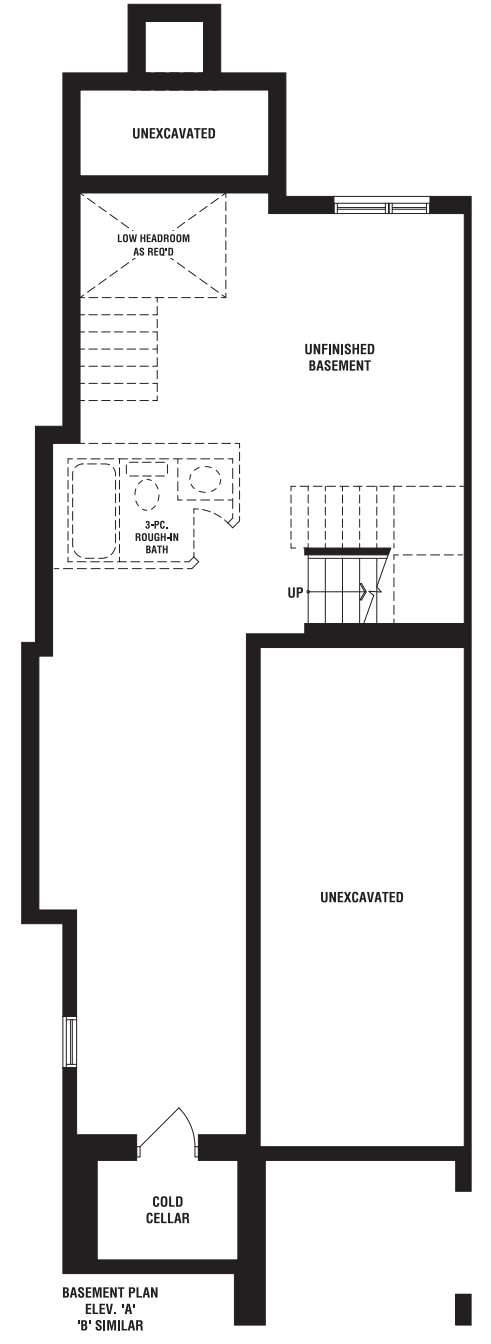 UNEXCAVATED
LOW HEADROOM
AS REQ'D
UNFINISHED
BASEMENT
3-PC.
ROUGH-IN
BATH
UP
UNEXCAVATED
COLD
CELLAR
BASEMENT PLAN
ELEV. 'A'
'B' SIMILAR